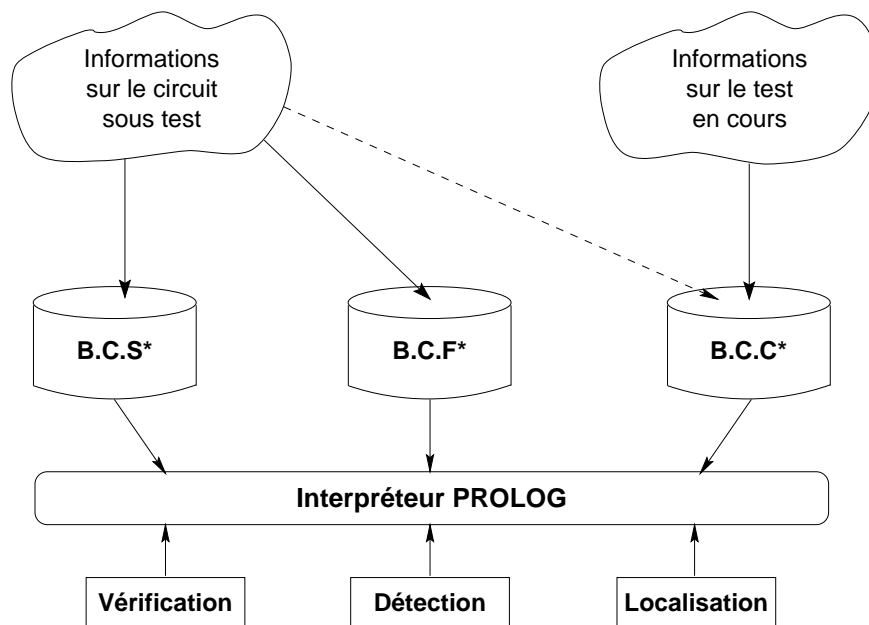 Informations
sur le circuit
sous test
Informations
sur le test
en cours
B.C.S*
B.C.F*
B.C.C*
Interpréteur PROLOG
Vérification
Détection
Localisation